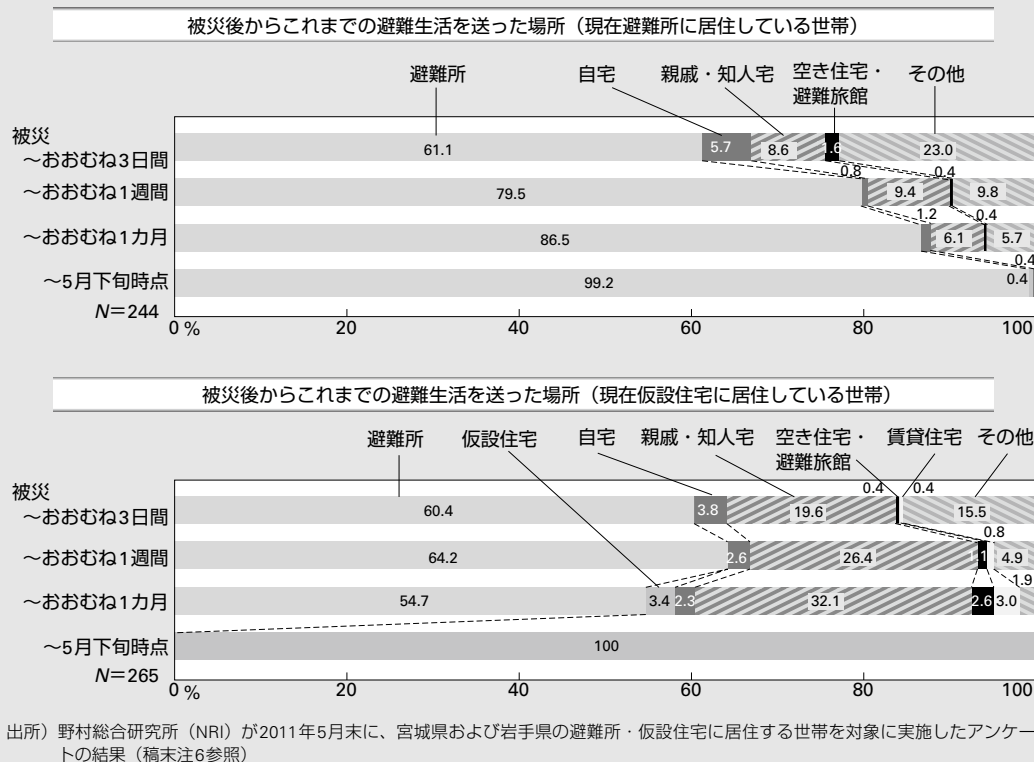 被災後からこれまでの避難生活を送った場所（現在避難所に居住している世帯）
避難所 自宅 親戚・知人宅 空き住宅・避難旅館 その他
被災
～おおむね3日間 61.1 5.7 8.6 1.6 23.0
0.8 0.4
～おおむね1週間 79.5 9.4 9.8
1.2 0.4
～おおむね1カ月 86.5 6.1 5.7
0.4
～5月下旬時点 99.2 0.4
N＝244
0 % 20 40 60 80 100
被災後からこれまでの避難生活を送った場所（現在仮設住宅に居住している世帯）
避難所 仮設住宅 自宅 親戚・知人宅 空き住宅・避難旅館 賃貸住宅 その他
被災
0.4 0.4
～おおむね3日間 60.4 3.8 19.6 15.5
0.8
～おおむね1週間 64.2 2.6 26.4 1.1 4.9
1.9
～おおむね1カ月 54.7 3.4 2.3 32.1 2.6 3.0
～5月下旬時点 100
N＝265
0 % 20 40 60 80 100
出所）野村総合研究所（NRI）が2011年5月末に、宮城県および岩手県の避難所・仮設住宅に居住する世帯を対象に実施したアンケー
トの結果（稿末注6参照）